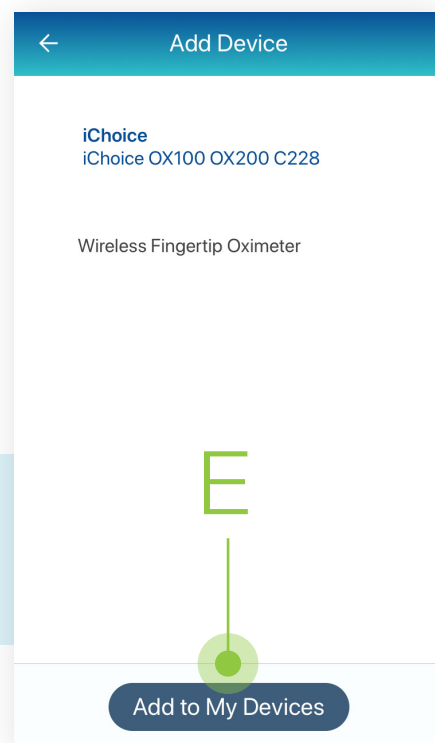 Add Device
iChoice
iChoice OX100 OX200 C228
Wireless Fingertip Oximeter
E
Add to My Devices